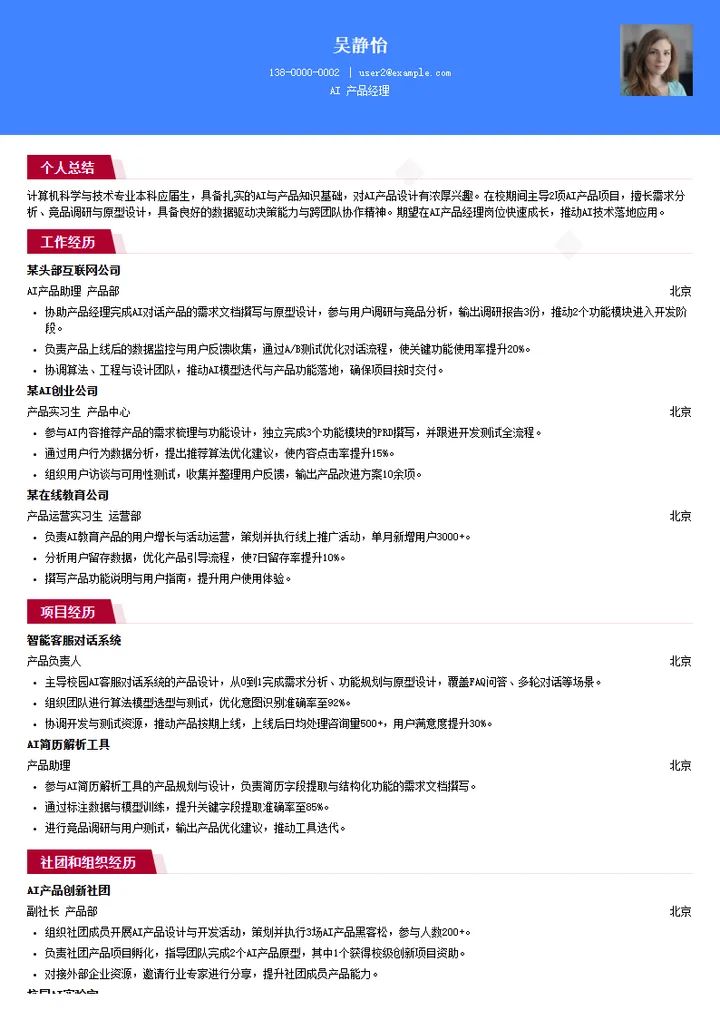 吴静怡
138-0000-0002 | user2@example.com
AI 产品经理
个人总结
计算机科学与技术专业本科应届生，具备扎实的AI与产品知识基础，对AI产品设计有浓厚兴趣。在校期间主导2项AI产品项目，擅长需求分
析、竞品调研与原型设计，具备良好的数据驱动决策能力与跨团队协作精神。期望在AI产品经理岗位快速成长，推动AI技术落地应用。
工作经历
某头部互联网公司
AI产品助理 产品部 北京
• 协助产品经理完成AI对话产品的需求文档撰写与原型设计，参与用户调研与竞品分析，输出调研报告3份，推动2个功能模块进入开发阶
段。
• 负责产品上线后的数据监控与用户反馈收集，通过A/B测试优化对话流程，使关键功能使用率提升20%。
• 协调算法、工程与设计团队，推动AI模型迭代与产品功能落地，确保项目按时交付。
某AI创业公司
产品实习生 产品中心 北京
• 参与AI内容推荐产品的需求梳理与功能设计，独立完成3个功能模块的PRD撰写，并跟进开发测试全流程。
• 通过用户行为数据分析，提出推荐算法优化建议，使内容点击率提升15%。
• 组织用户访谈与可用性测试，收集并整理用户反馈，输出产品改进方案10余项。
某在线教育公司
产品运营实习生 运营部 北京
• 负责AI教育产品的用户增长与活动运营，策划并执行线上推广活动，单月新增用户3000+。
• 分析用户留存数据，优化产品引导流程，使7日留存率提升10%。
• 撰写产品功能说明与用户指南，提升用户使用体验。
项目经历
智能客服对话系统
产品负责人 北京
• 主导校园AI客服对话系统的产品设计，从0到1完成需求分析、功能规划与原型设计，覆盖FAQ问答、多轮对话等场景。
• 组织团队进行算法模型选型与测试，优化意图识别准确率至92%。
• 协调开发与测试资源，推动产品按期上线，上线后日均处理咨询量500+，用户满意度提升30%。
AI简历解析工具
产品助理 北京
• 参与AI简历解析工具的产品规划与设计，负责简历字段提取与结构化功能的需求文档撰写。
• 通过标注数据与模型训练，提升关键字段提取准确率至85%。
• 进行竞品调研与用户测试，输出产品优化建议，推动工具迭代。
社团和组织经历
AI产品创新社团
副社长 产品部 北京
• 组织社团成员开展AI产品设计与开发活动，策划并执行3场AI产品黑客松，参与人数200+。
• 负责社团产品项目孵化，指导团队完成2个AI产品原型，其中1个获得校级创新项目资助。
• 对接外部企业资源，邀请行业专家进行分享，提升社团成员产品能力。